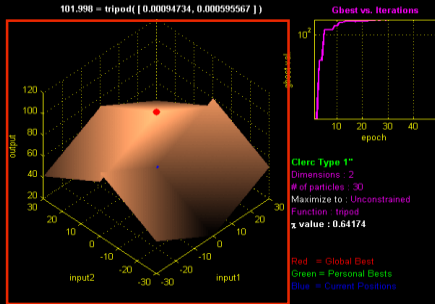 101.998 = tripod( [ 0.00094734, 0.000595567 ] )
Gbest vs. Iterations
10²
gbest val
10 20 30 40
epoch
120
100
80
60
40
20
output
30
20
10
0
-10
-20
-30
input2
30
20
10
0
-10
-20
-30
input1
Clerc Type 1"
Dimensions : 2
# of particles : 30
Maximize to : Unconstrained
Function : tripod
χ value : 0.64174
Red = Global Best
Green = Personal Bests
Blue = Current Positions